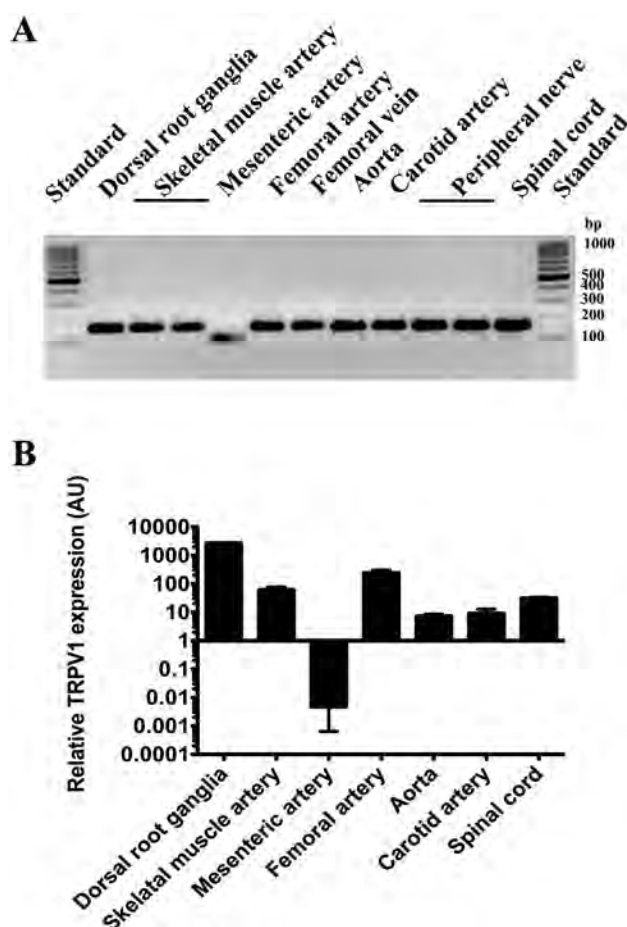 A
Standard
Dorsal root ganglia
Skeletal muscle artery
Mesenteric artery
Femoral artery
Femoral vein
Aorta
Carotid artery
Peripheral nerve
Spinal cord
Standard
bp
1000
500
400
300
200
100
B
Relative TRPV1 expression (AU)
10000
1000
100
10
1
0.1
0.01
0.001
0.0001
Dorsal root ganglia
Skelatal muscle artery
Mesenteric artery
Femoral artery
Aorta
Carotid artery
Spinal cord